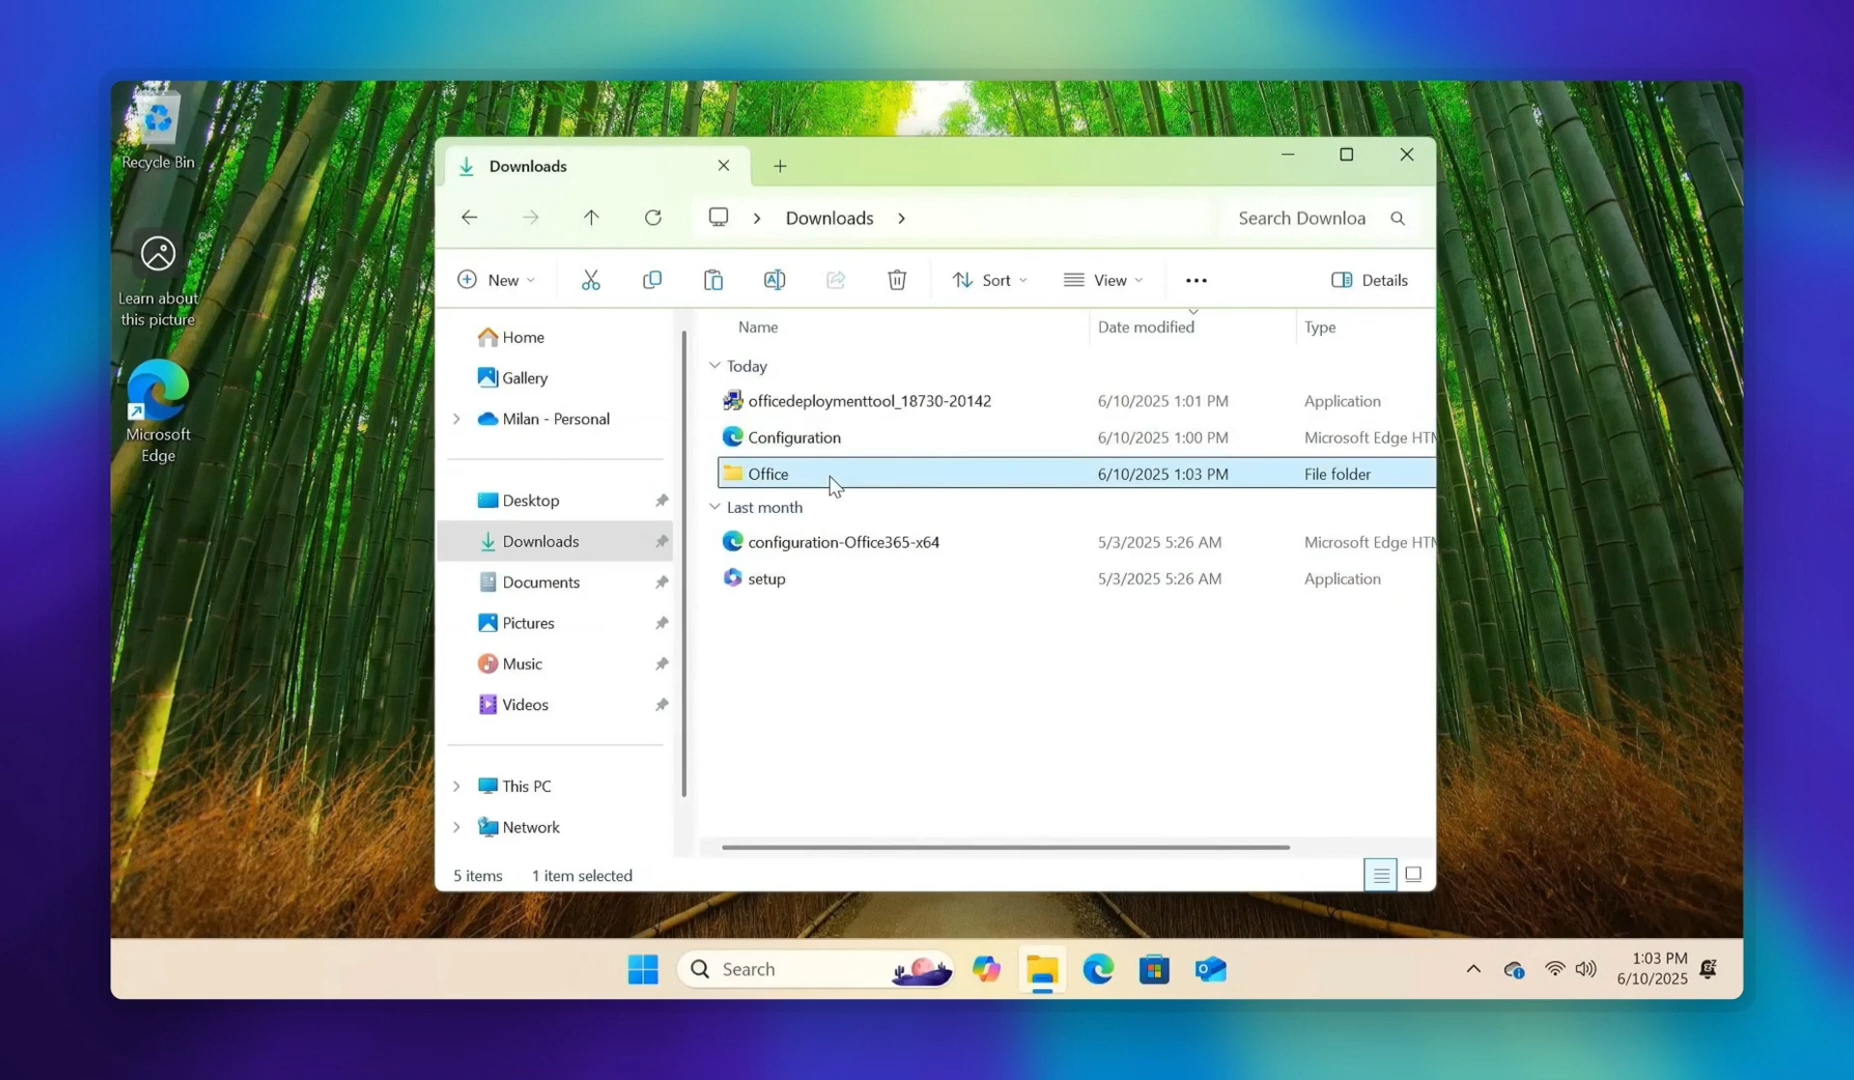 Recycle Bin
Learn about
this picture
Microsoft
Edge
Downloads
Downloads
Search Downloa
New
Sort
View
Details
Home
Gallery
Milan - Personal
Desktop
Downloads
Documents
Pictures
Music
Videos
This PC
Network
Name Date modified Type
Today
officedeploymenttool_18730-20142 6/10/2025 1:01 PM Application
Configuration 6/10/2025 1:00 PM Microsoft Edge HTM
Office 6/10/2025 1:03 PM File folder
Last month
configuration-Office365-x64 5/3/2025 5:26 AM Microsoft Edge HTM
setup 5/3/2025 5:26 AM Application
5 items 1 item selected
Search
1:03 PM
6/10/2025